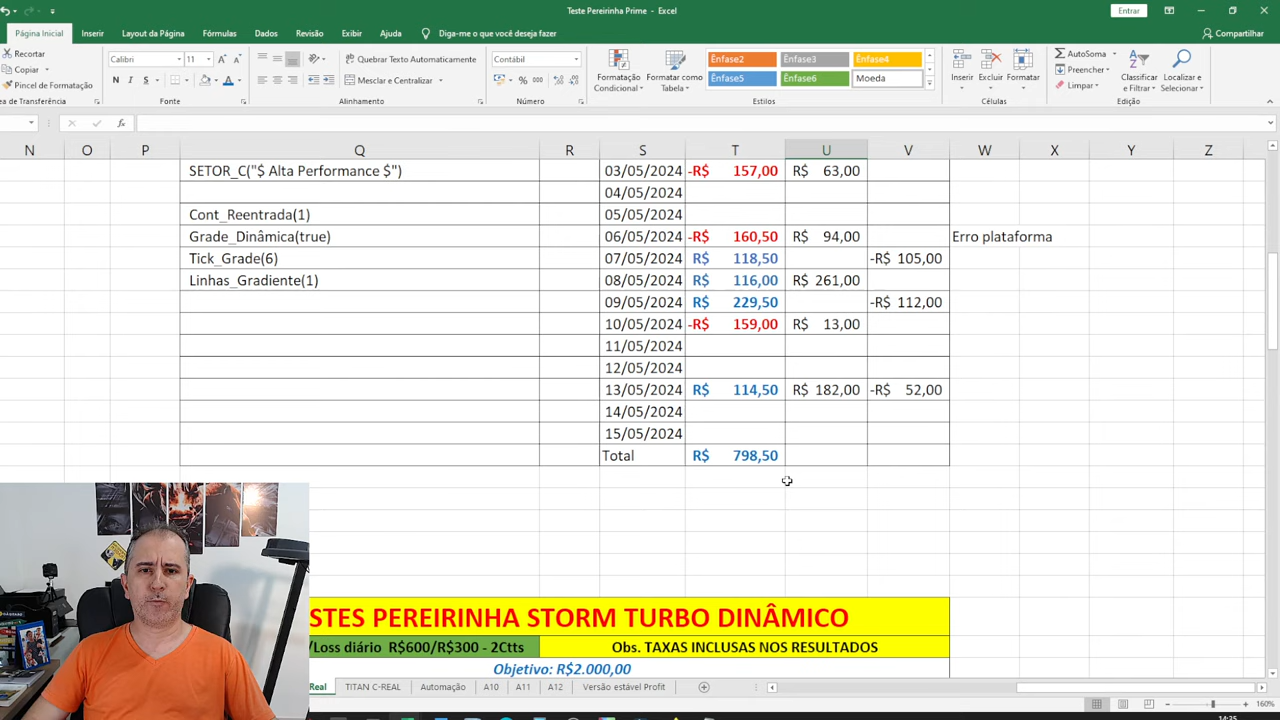 Teste Pereirinha Prime - Excel
Entrar
Página Inicial Inserir Layout da Página Fórmulas Dados Revisão Exibir Ajuda Diga-me o que você deseja fazer Compartilhar
Recortar
Copiar
Pincel de Formatação
Calibri 11
N I S
Quebrar Texto Automaticamente
Mesclar e Centralizar
Contábil
% 000
Formatação Condicional
Formatar como Tabela
Ênfase2 Ênfase3 Ênfase4
Ênfase5 Ênfase6 Moeda
Inserir Excluir Formatar
AutoSoma
Preencher
Limpar
Classificar e Filtrar
Localizar e Selecionar
a de Transferência Fonte Alinhamento Número Estilos Células Edição
fx
N O P Q R S T U V W X Y Z
SETOR_C("$ Alta Performance $") 03/05/2024 -R$ 157,00 R$ 63,00
04/05/2024
Cont_Reentrada(1) 05/05/2024
Grade_Dinâmica(true) 06/05/2024 -R$ 160,50 R$ 94,00 Erro plataforma
Tick_Grade(6) 07/05/2024 R$ 118,50 -R$ 105,00
Linhas_Gradiente(1) 08/05/2024 R$ 116,00 R$ 261,00
09/05/2024 R$ 229,50 -R$ 112,00
10/05/2024 -R$ 159,00 R$ 13,00
11/05/2024
12/05/2024
13/05/2024 R$ 114,50 R$ 182,00 -R$ 52,00
14/05/2024
15/05/2024
Total R$ 798,50
STES PEREIRINHA STORM TURBO DINÂMICO
/Loss diário R$600/R$300 - 2Ctts Obs. TAXAS INCLUSAS NOS RESULTADOS
Objetivo: R$2.000,00
Real TITAN C-REAL Automação A10 A11 A12 Versão estável Profit
160%
14:35